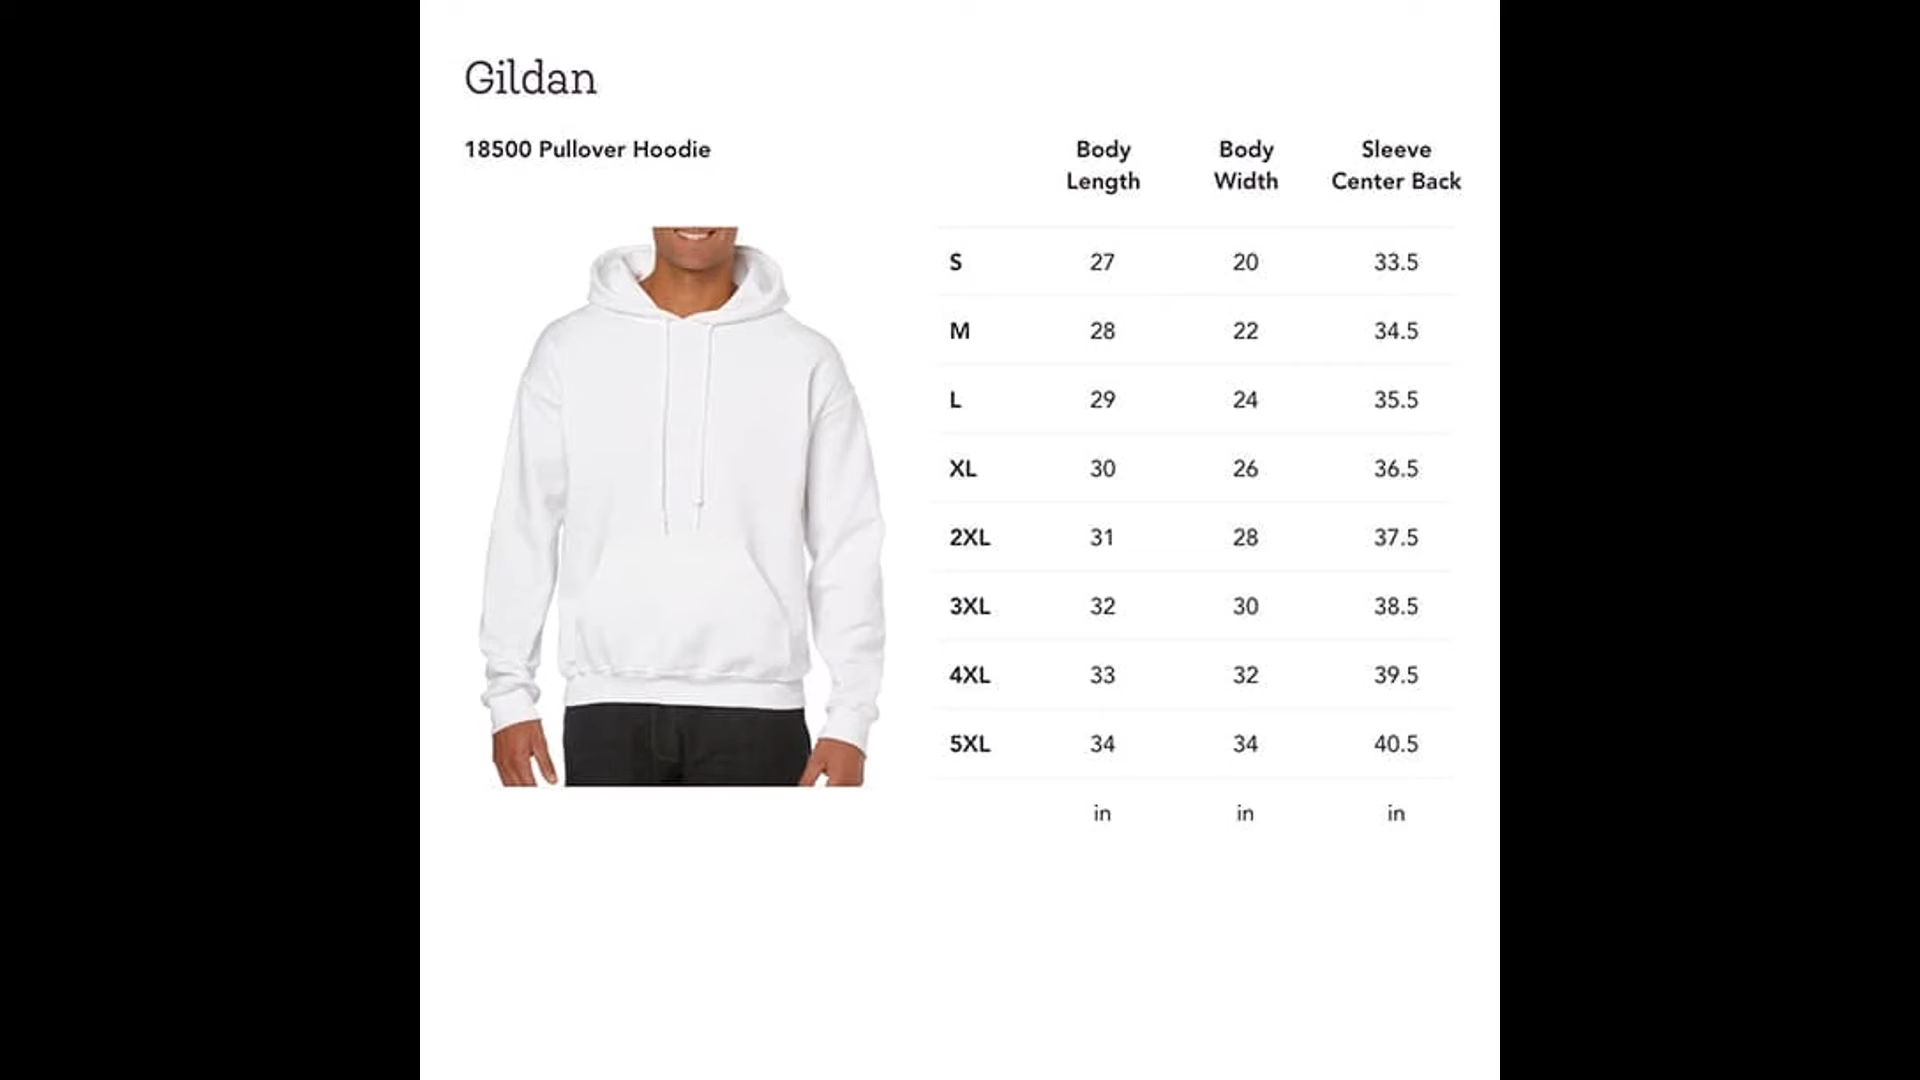 Gildan
18500 Pullover Hoodie
Body Length Body Width Sleeve Center Back
S 27 20 33.5
M 28 22 34.5
L 29 24 35.5
XL 30 26 36.5
2XL 31 28 37.5
3XL 32 30 38.5
4XL 33 32 39.5
5XL 34 34 40.5
in in in